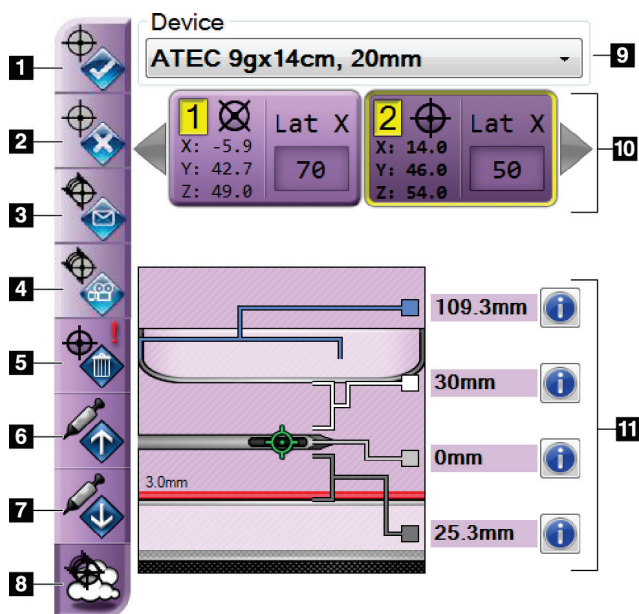 Device
ATEC 9gx14cm, 20mm
9
1
2
3
4
5
!
6
7
8
1 Lat X
X: -5.9
Y: 42.7
Z: 49.0
70
2 Lat X
X: 14.0
Y: 46.0
Z: 54.0
50
10
109.3mm i
30mm i
0mm i
3.0mm
25.3mm i
11